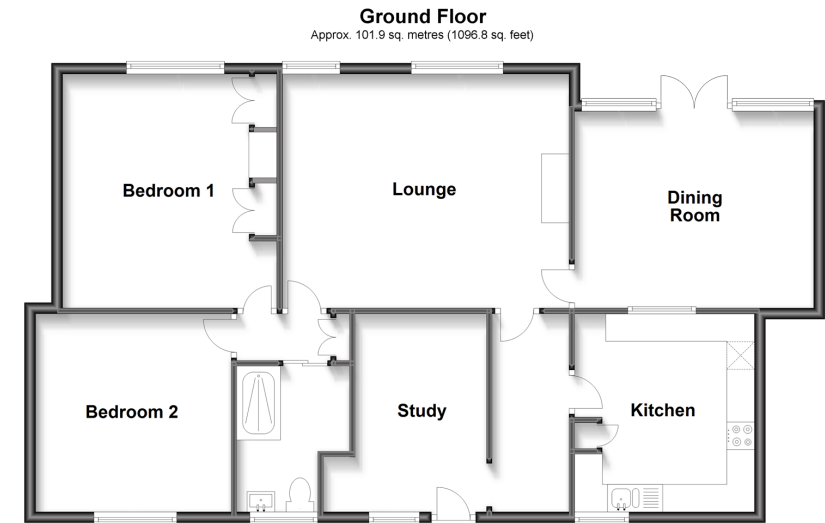 Ground Floor
Approx. 101.9 sq. metres (1096.8 sq. feet)
Bedroom 1
Lounge
Dining
Room
Bedroom 2
Study
Kitchen